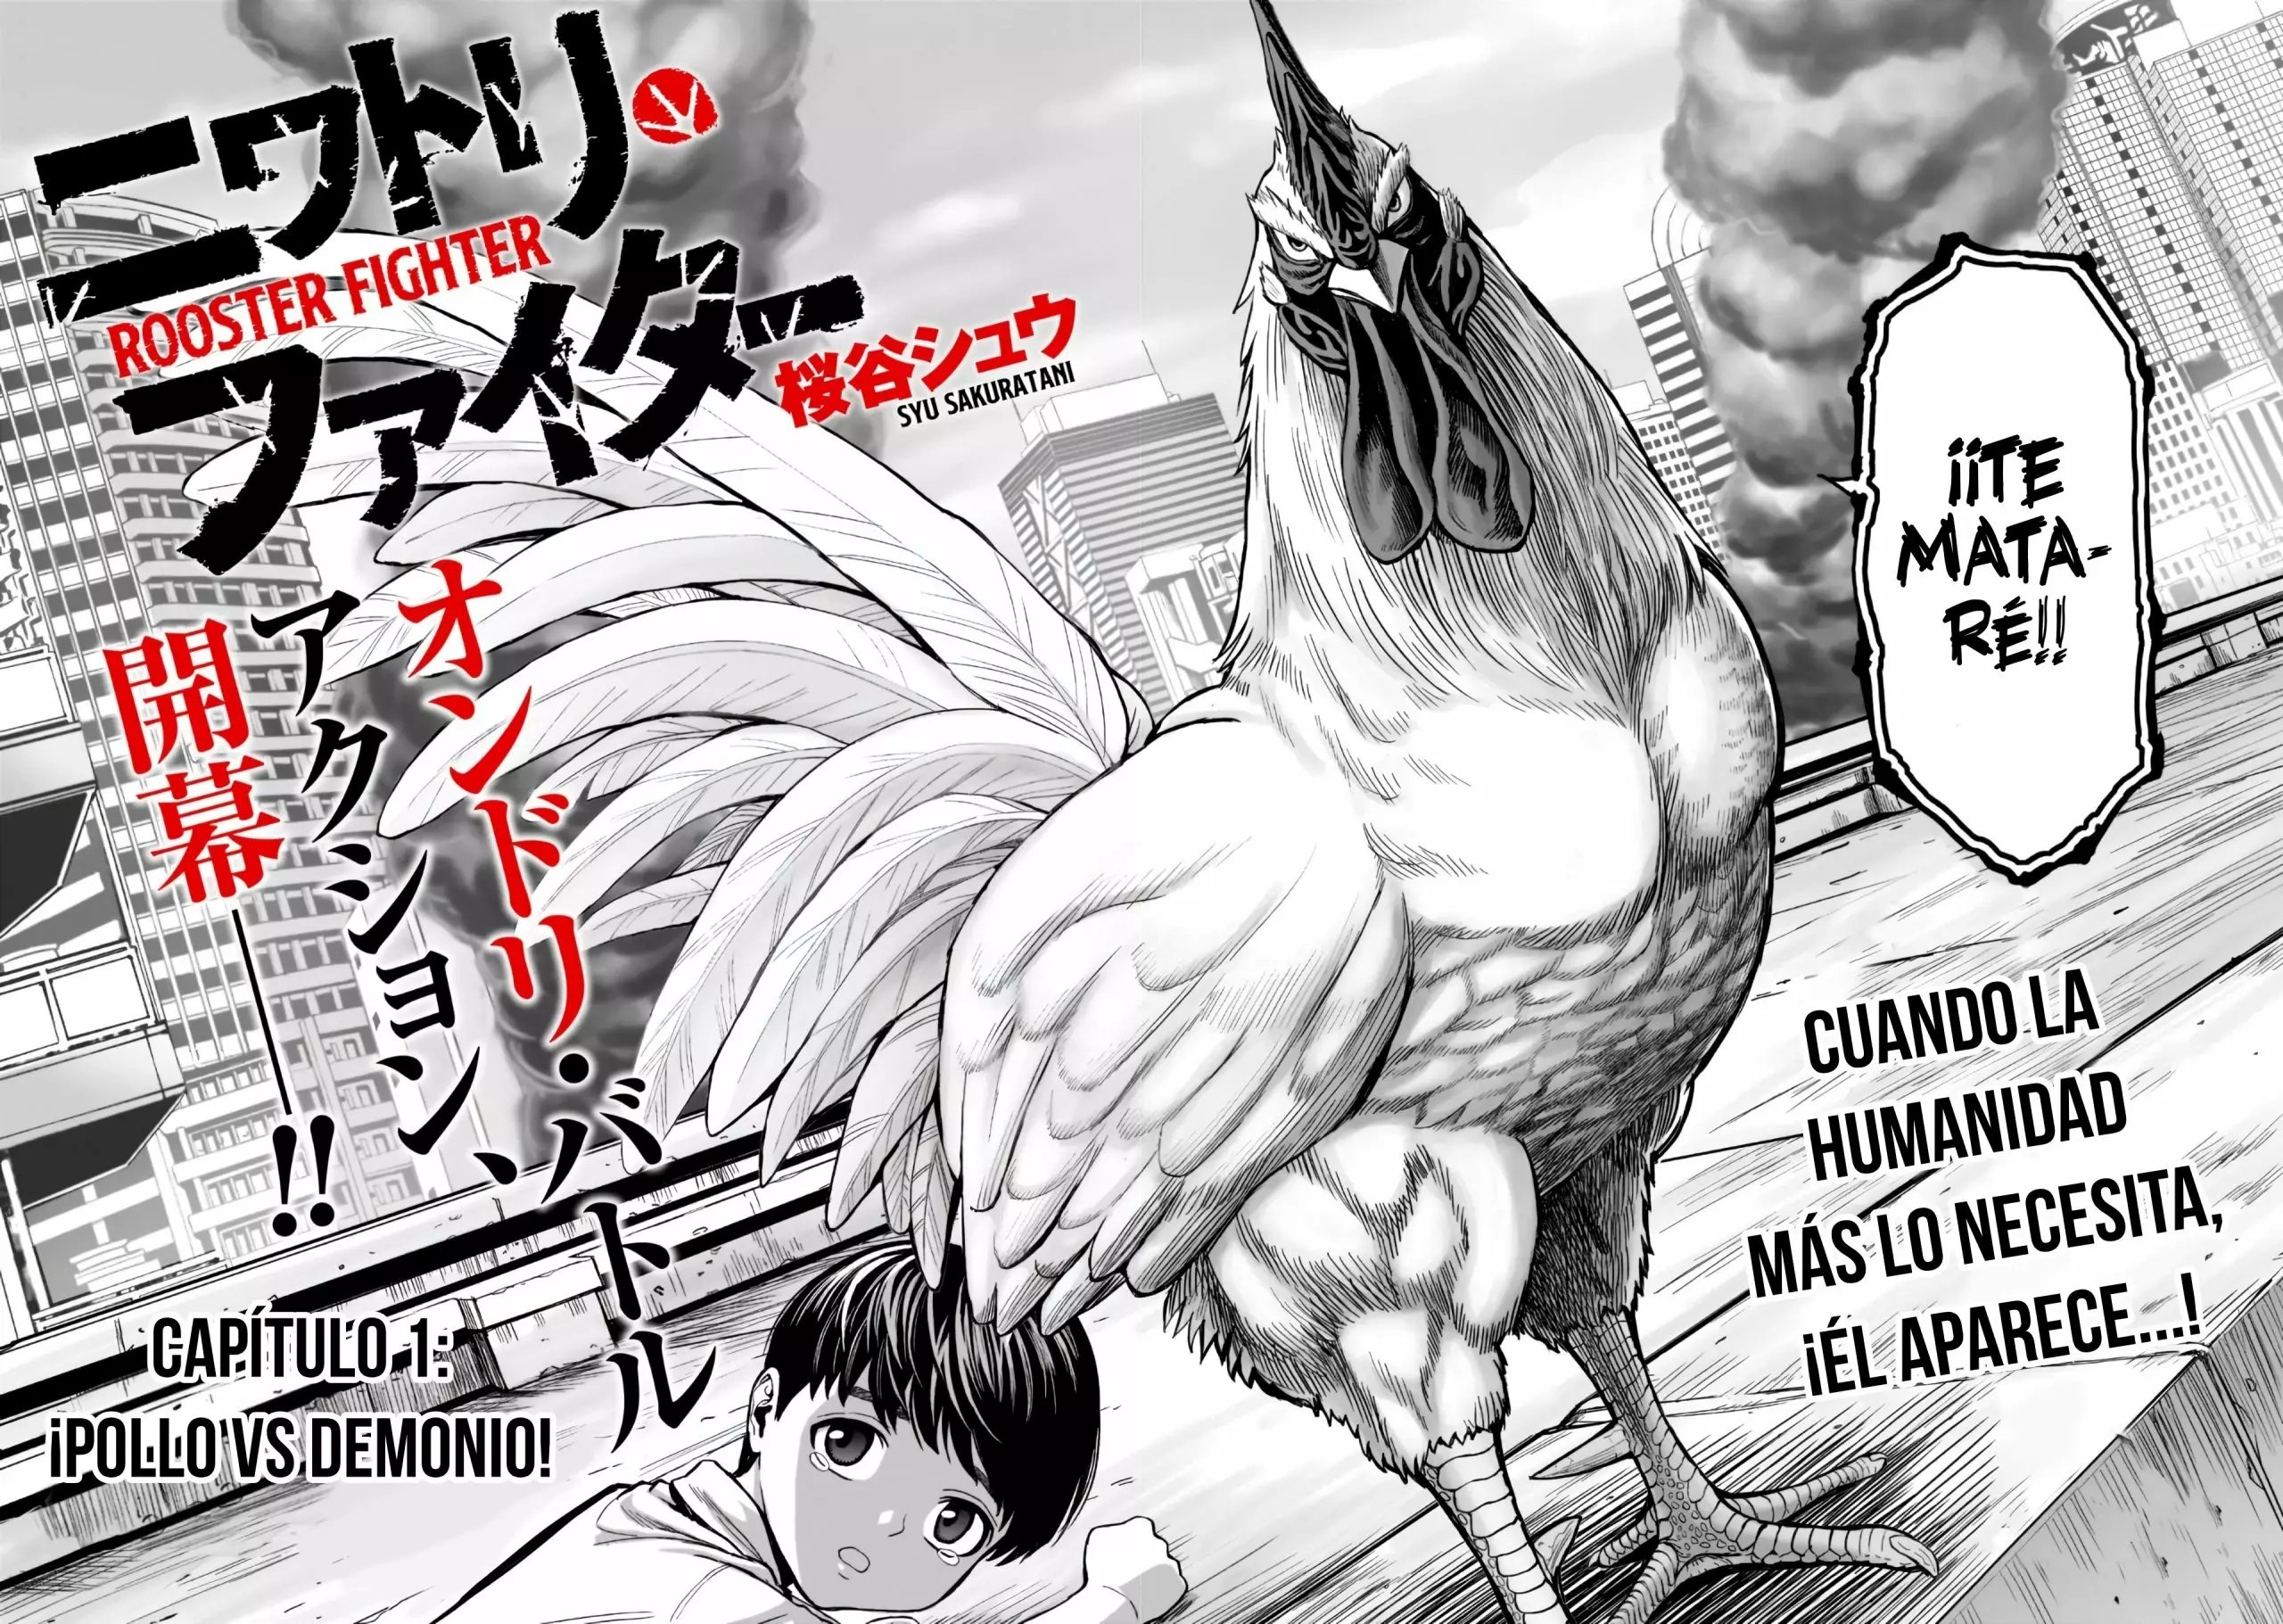 ニワトリ・
ROOSTER FIGHTER
ファイター
桜谷シュウ
SYU SAKURATANI
オンドリ・バトル
アクション、
開幕――!!
¡¡TE
MATA-
RÉ!!
CUANDO LA
HUMANIDAD
MÁS LO NECESITA,
¡ÉL APARECE...!
CAPÍTULO 1:
¡POLLO VS DEMONIO!